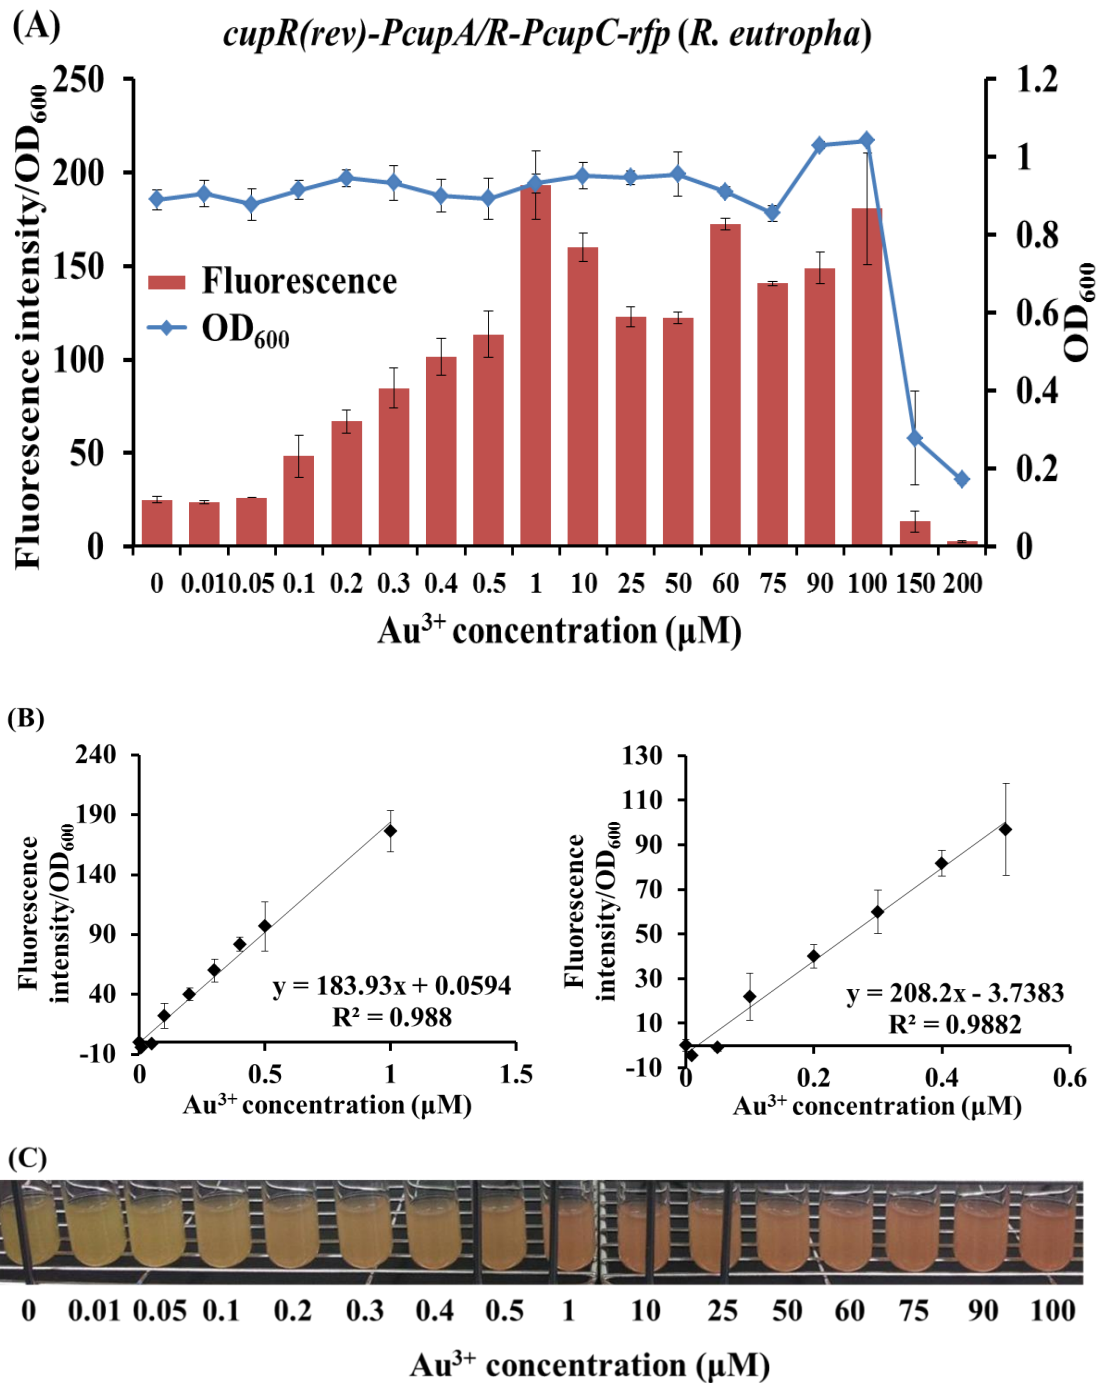 (A)
cupR(rev)-PcupA/R-PcupC-rfp (R. eutropha)
Fluorescence intensity/OD600
250
200
150
100
50
0
Fluorescence
OD600
1.2
1
0.8
0.6
0.4
0.2
0
OD600
0 0.01 0.05 0.1 0.2 0.3 0.4 0.5 1 10 25 50 60 75 90 100 150 200
Au3+ concentration (μM)
(B)
Fluorescence
intensity/OD600
240
190
140
90
40
-10
y = 183.93x + 0.0594
R² = 0.988
0 0.5 1 1.5
Au3+ concentration (μM)
Fluorescence
intensity/OD600
130
110
90
70
50
30
10
-10
y = 208.2x - 3.7383
R² = 0.9882
0 0.2 0.4 0.6
Au3+ concentration (μM)
(C)
0 0.01 0.05 0.1 0.2 0.3 0.4 0.5 1 10 25 50 60 75 90 100
Au3+ concentration (μM)